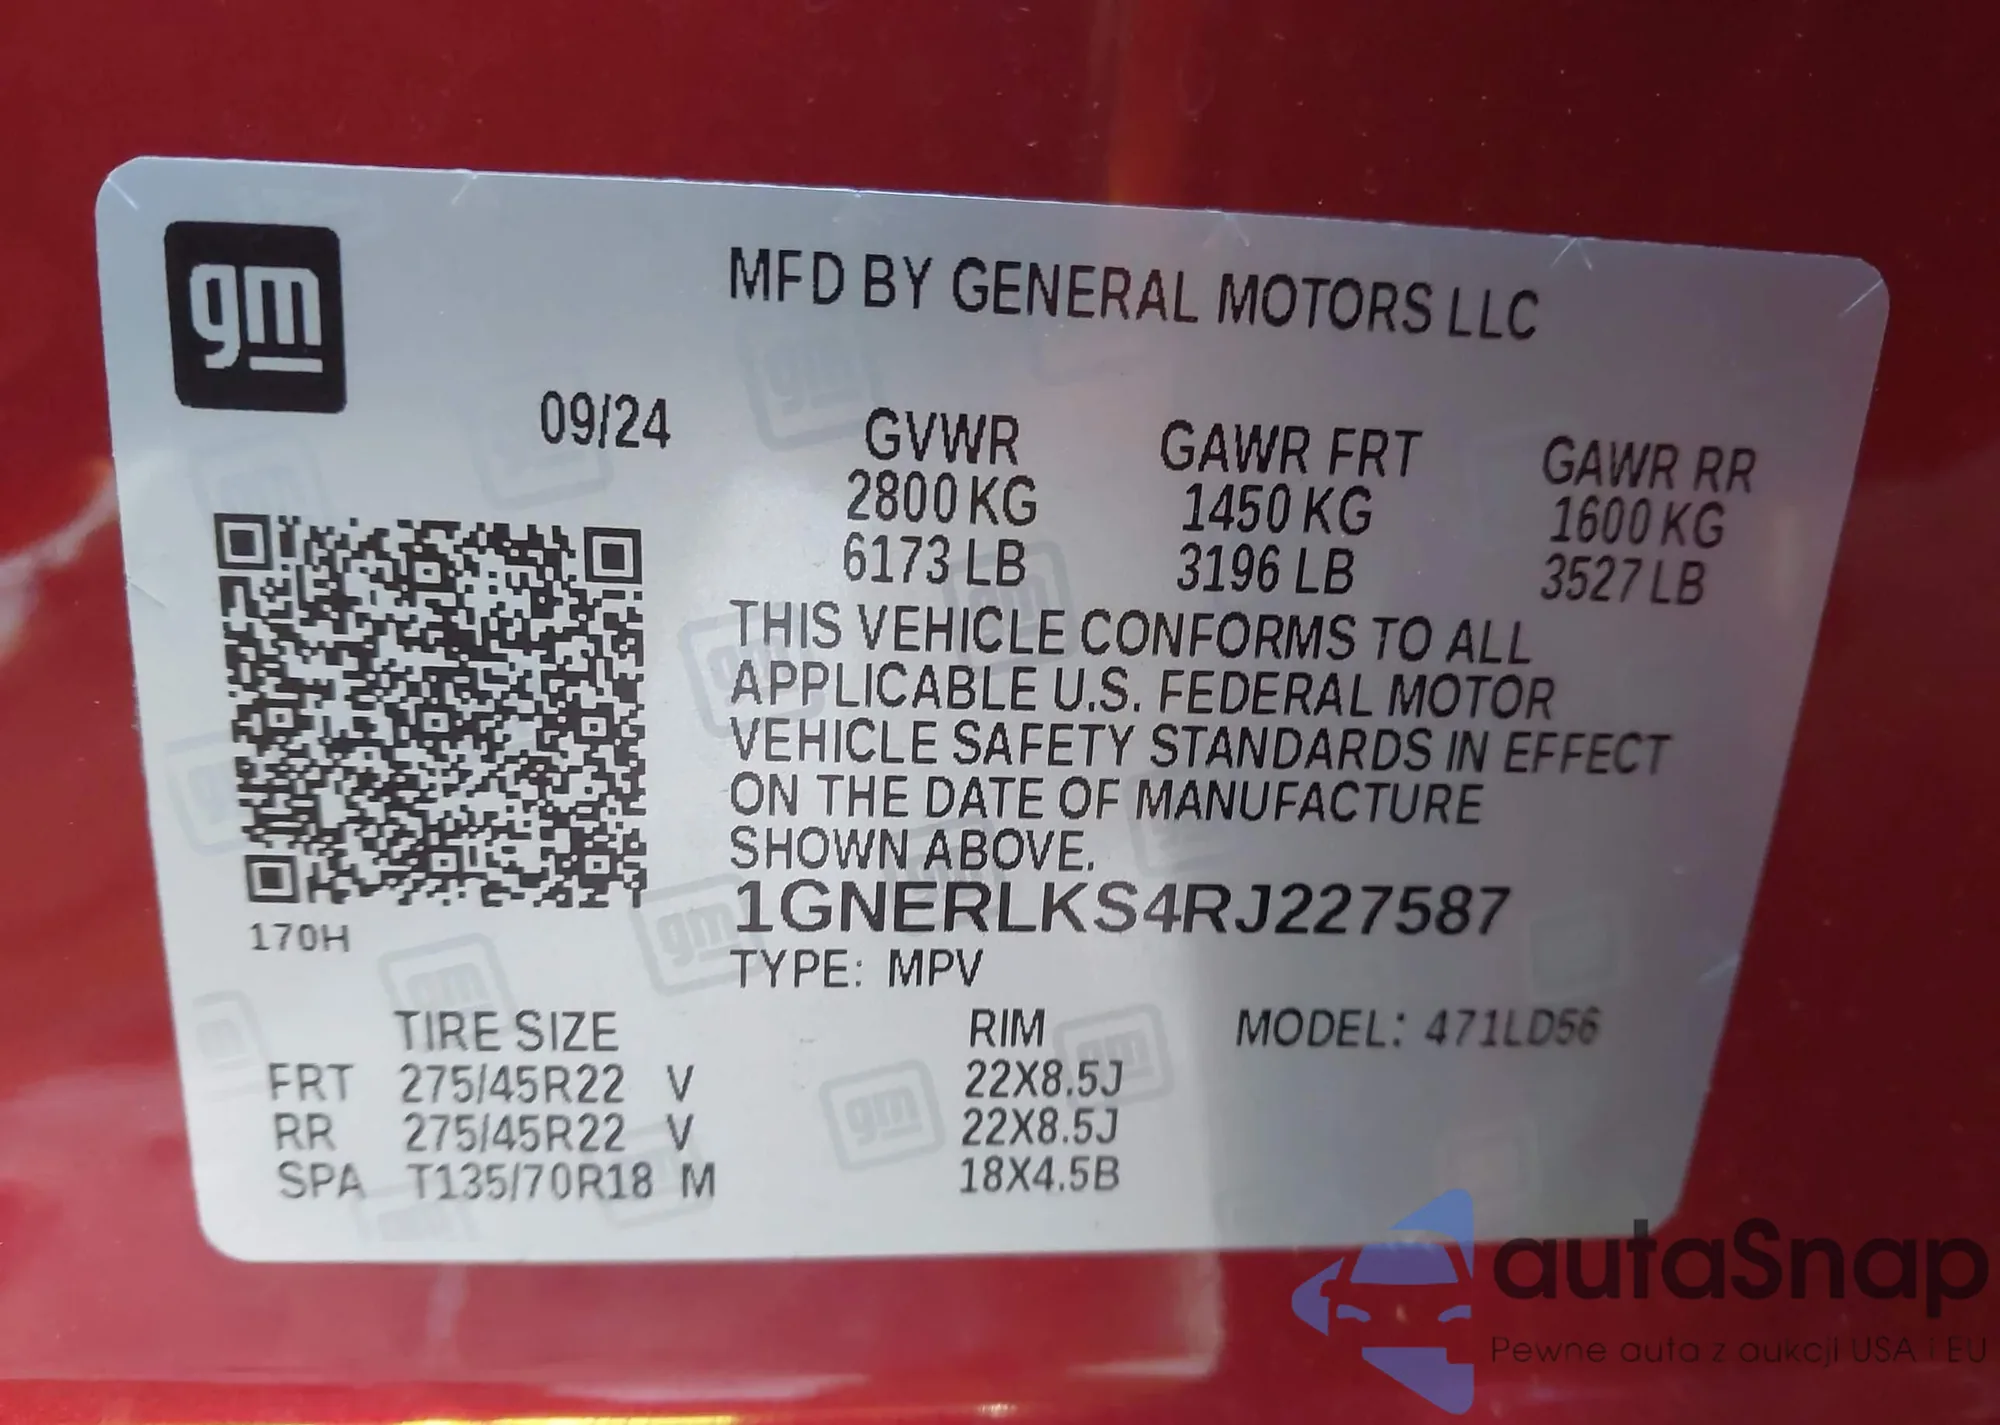 gm
MFD BY GENERAL MOTORS LLC
09/24
GVWR GAWR FRT GAWR RR
2800 KG 1450 KG 1600 KG
6173 LB 3196 LB 3527 LB
THIS VEHICLE CONFORMS TO ALL
APPLICABLE U.S. FEDERAL MOTOR
VEHICLE SAFETY STANDARDS IN EFFECT
ON THE DATE OF MANUFACTURE
SHOWN ABOVE.
1GNERLKS4RJ227587
170H
TYPE: MPV
TIRE SIZE RIM MODEL: 471LD56
FRT 275/45R22 V 22X8.5J
RR 275/45R22 V 22X8.5J
SPA T135/70R18 M 18X4.5B
autaSnap
Pewne auta z aukcji USA i EU